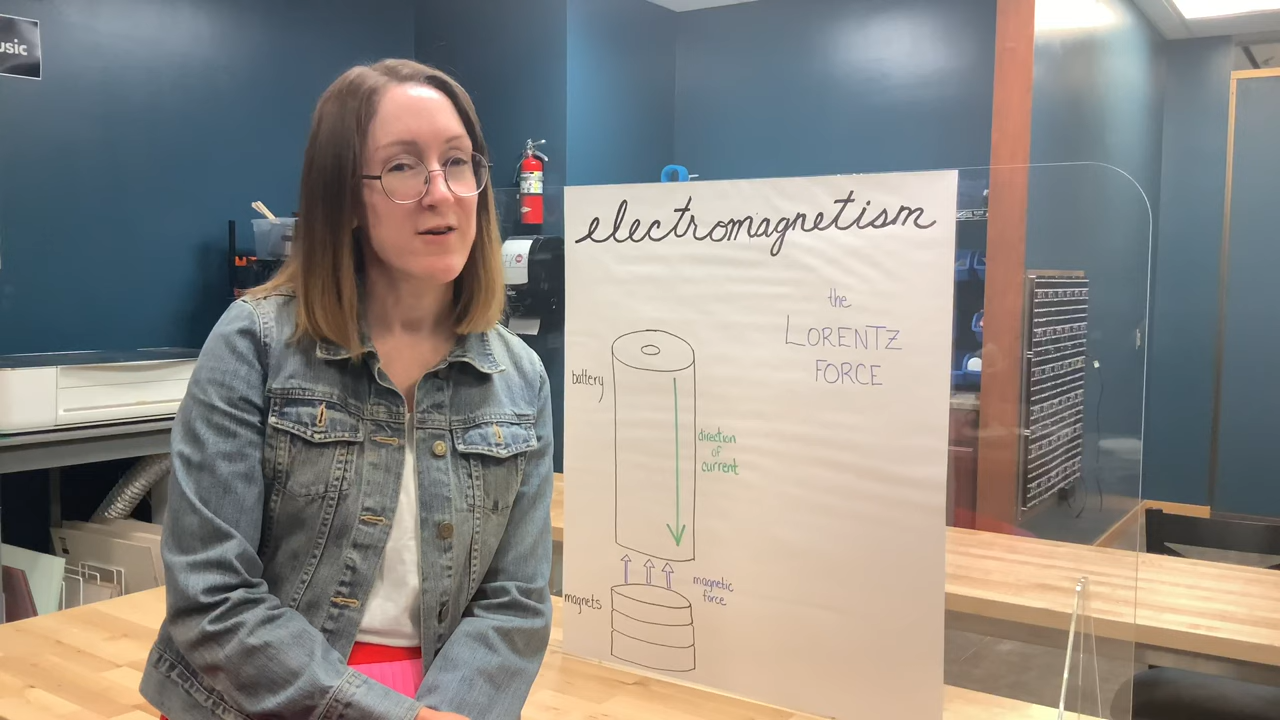 usic
electromagnetism
the
LORENTZ
FORCE
battery
direction
of
current
magnetic
force
magnets